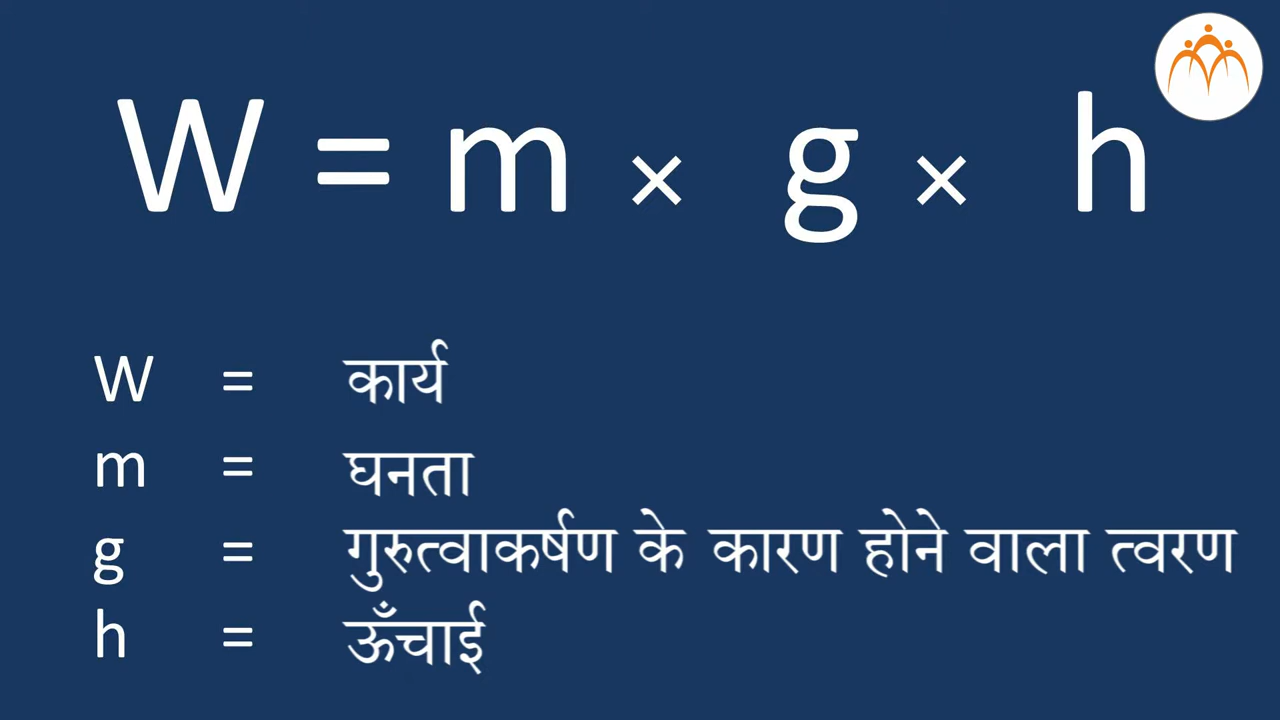 W = m × g × h
W = कार्य
m = घनता
g = गुरुत्वाकर्षण के कारण होने वाला त्वरण
h = ऊँचाई